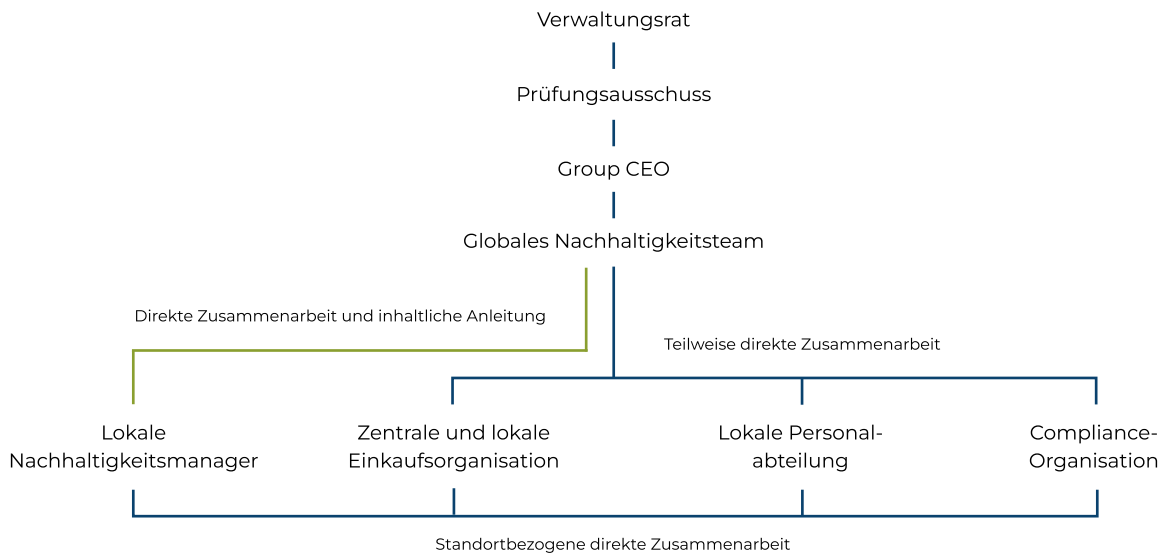 Verwaltungsrat
Prüfungsausschuss
Group CEO
Globales Nachhaltigkeitsteam
Direkte Zusammenarbeit und inhaltliche Anleitung
Teilweise direkte Zusammenarbeit
Lokale
Nachhaltigkeitsmanager
Zentrale und lokale
Einkaufsorganisation
Lokale Personal-
abteilung
Compliance-
Organisation
Standortbezogene direkte Zusammenarbeit